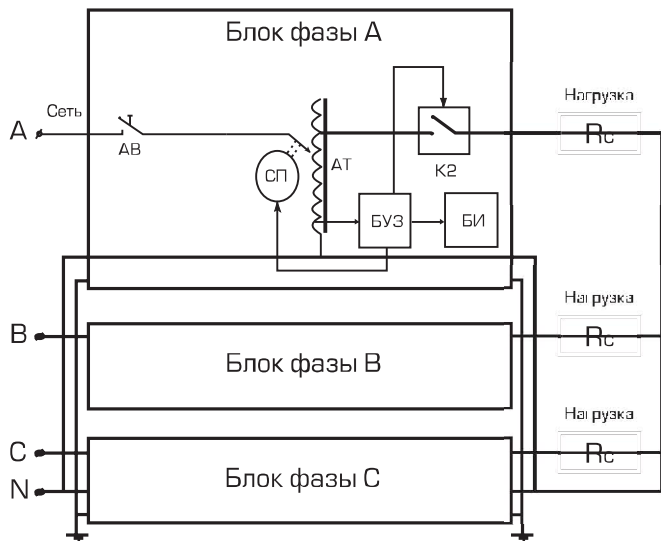 Блок фазы А
Сеть
А
АВ
СП
АТ
К2
БУЗ
БИ
Нагрузка
Rc
В
Блок фазы В
Нагрузка
Rc
С
Блок фазы С
Нагрузка
Rc
N